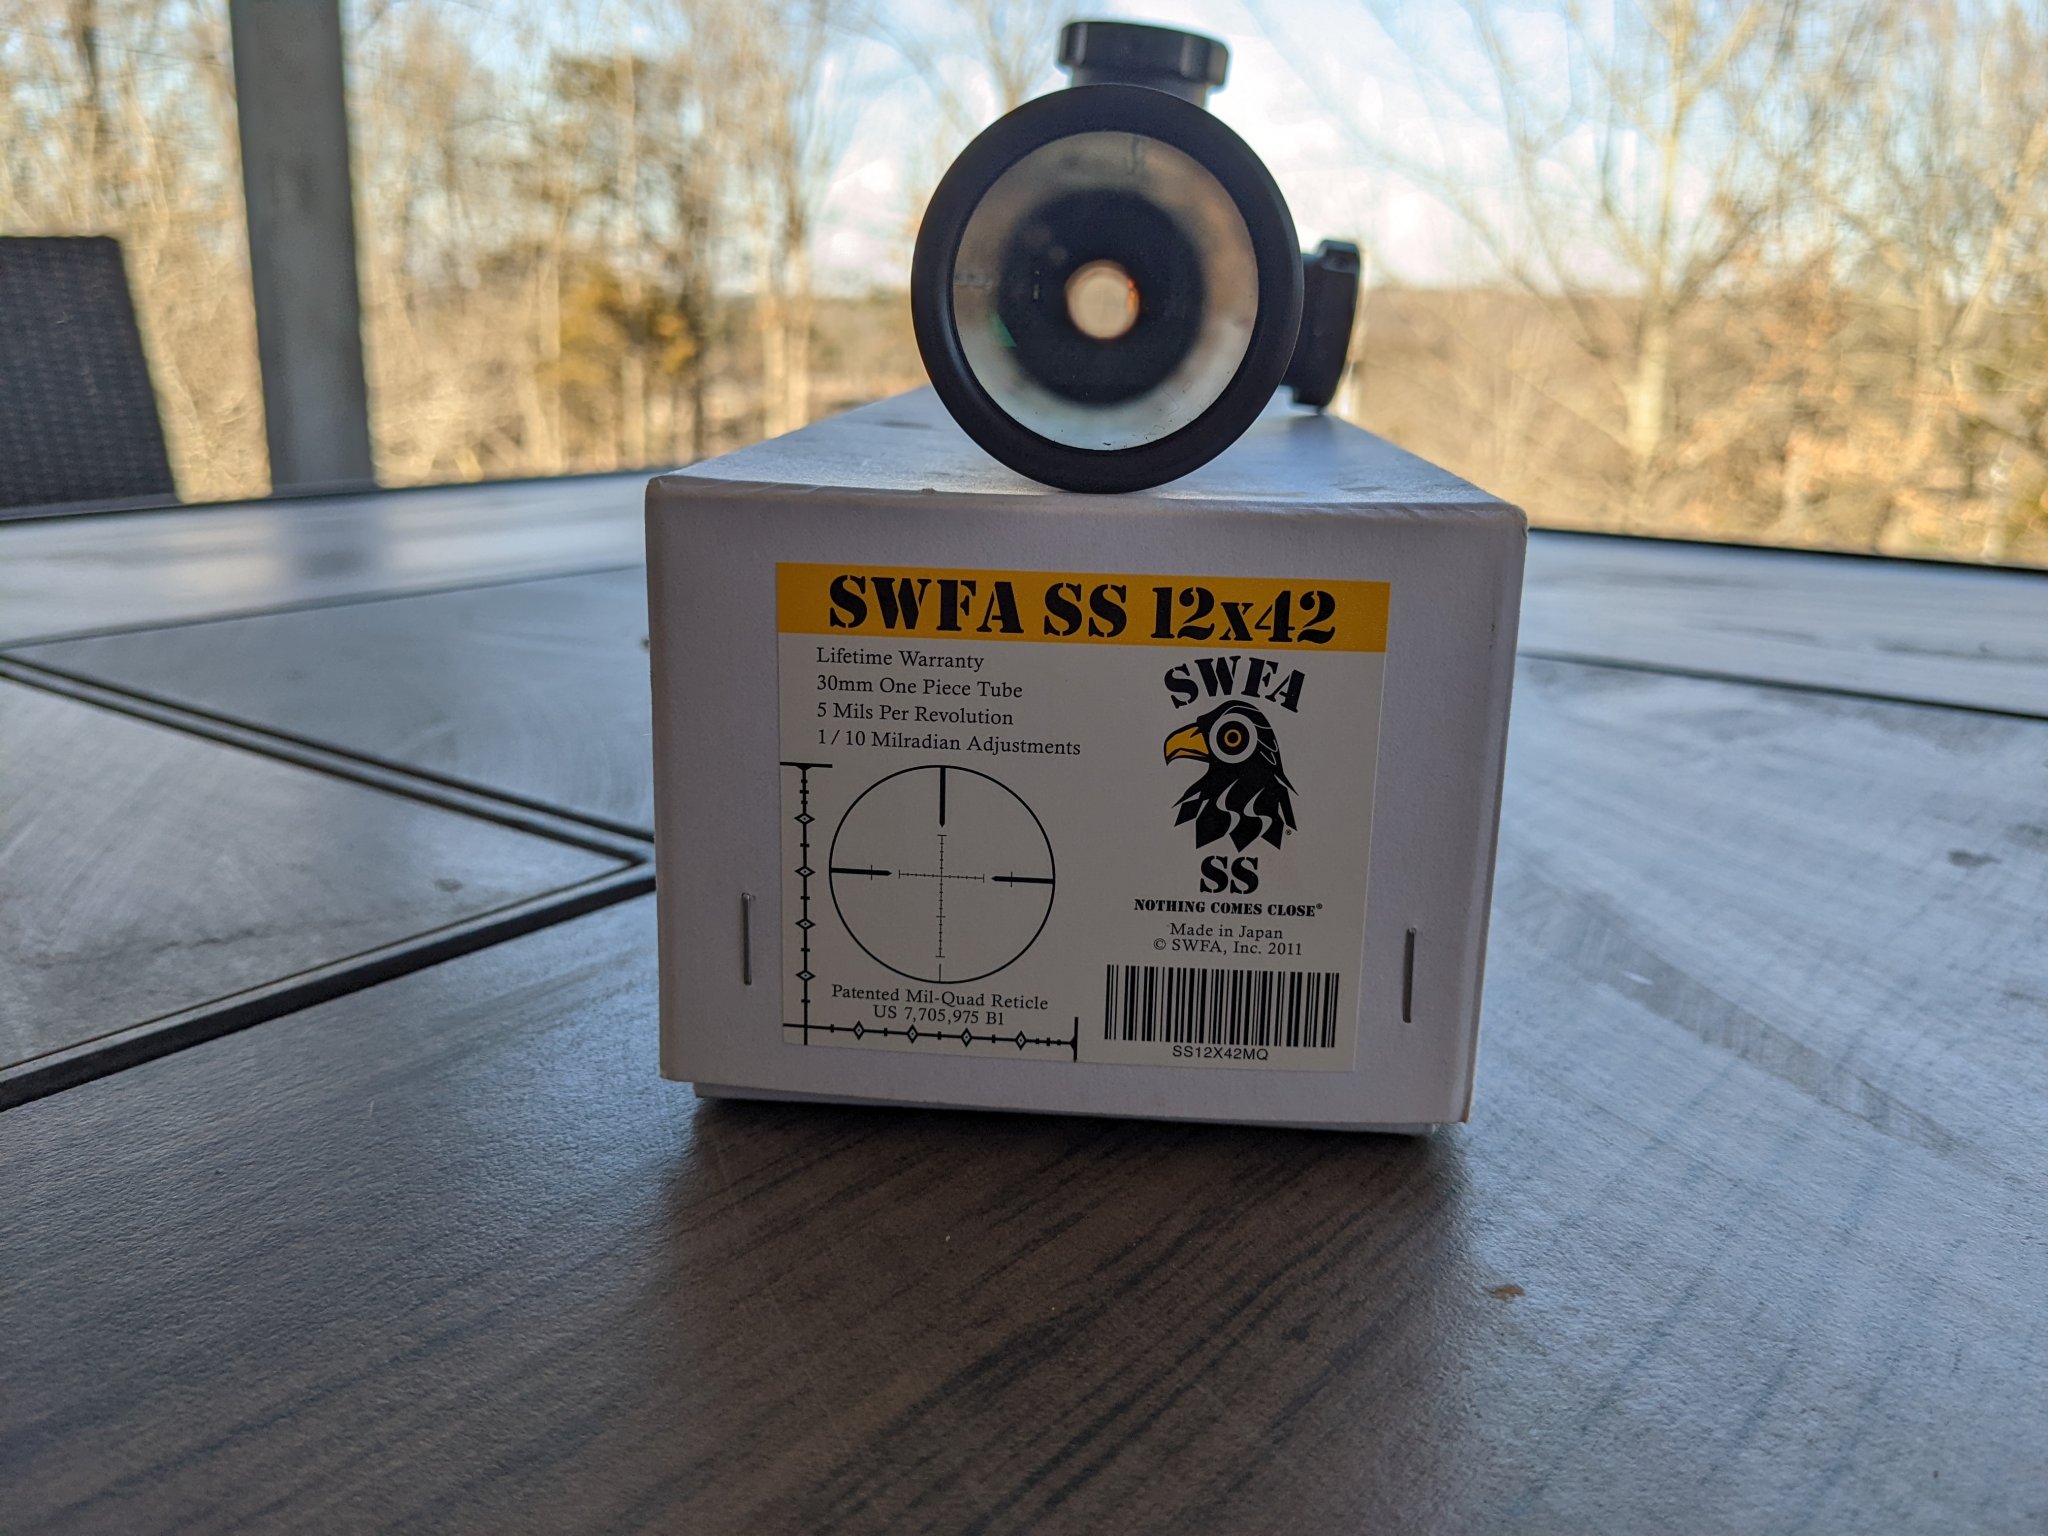 SWFA SS 12x42
Lifetime Warranty
30mm One Piece Tube
5 Mils Per Revolution
1 / 10 Milradian Adjustments
Patented Mil-Quad Reticle
US 7,705,975 B1
SWFA
SS
SS
NOTHING COMES CLOSE®
Made in Japan
© SWFA, Inc. 2011
SS12X42MQ